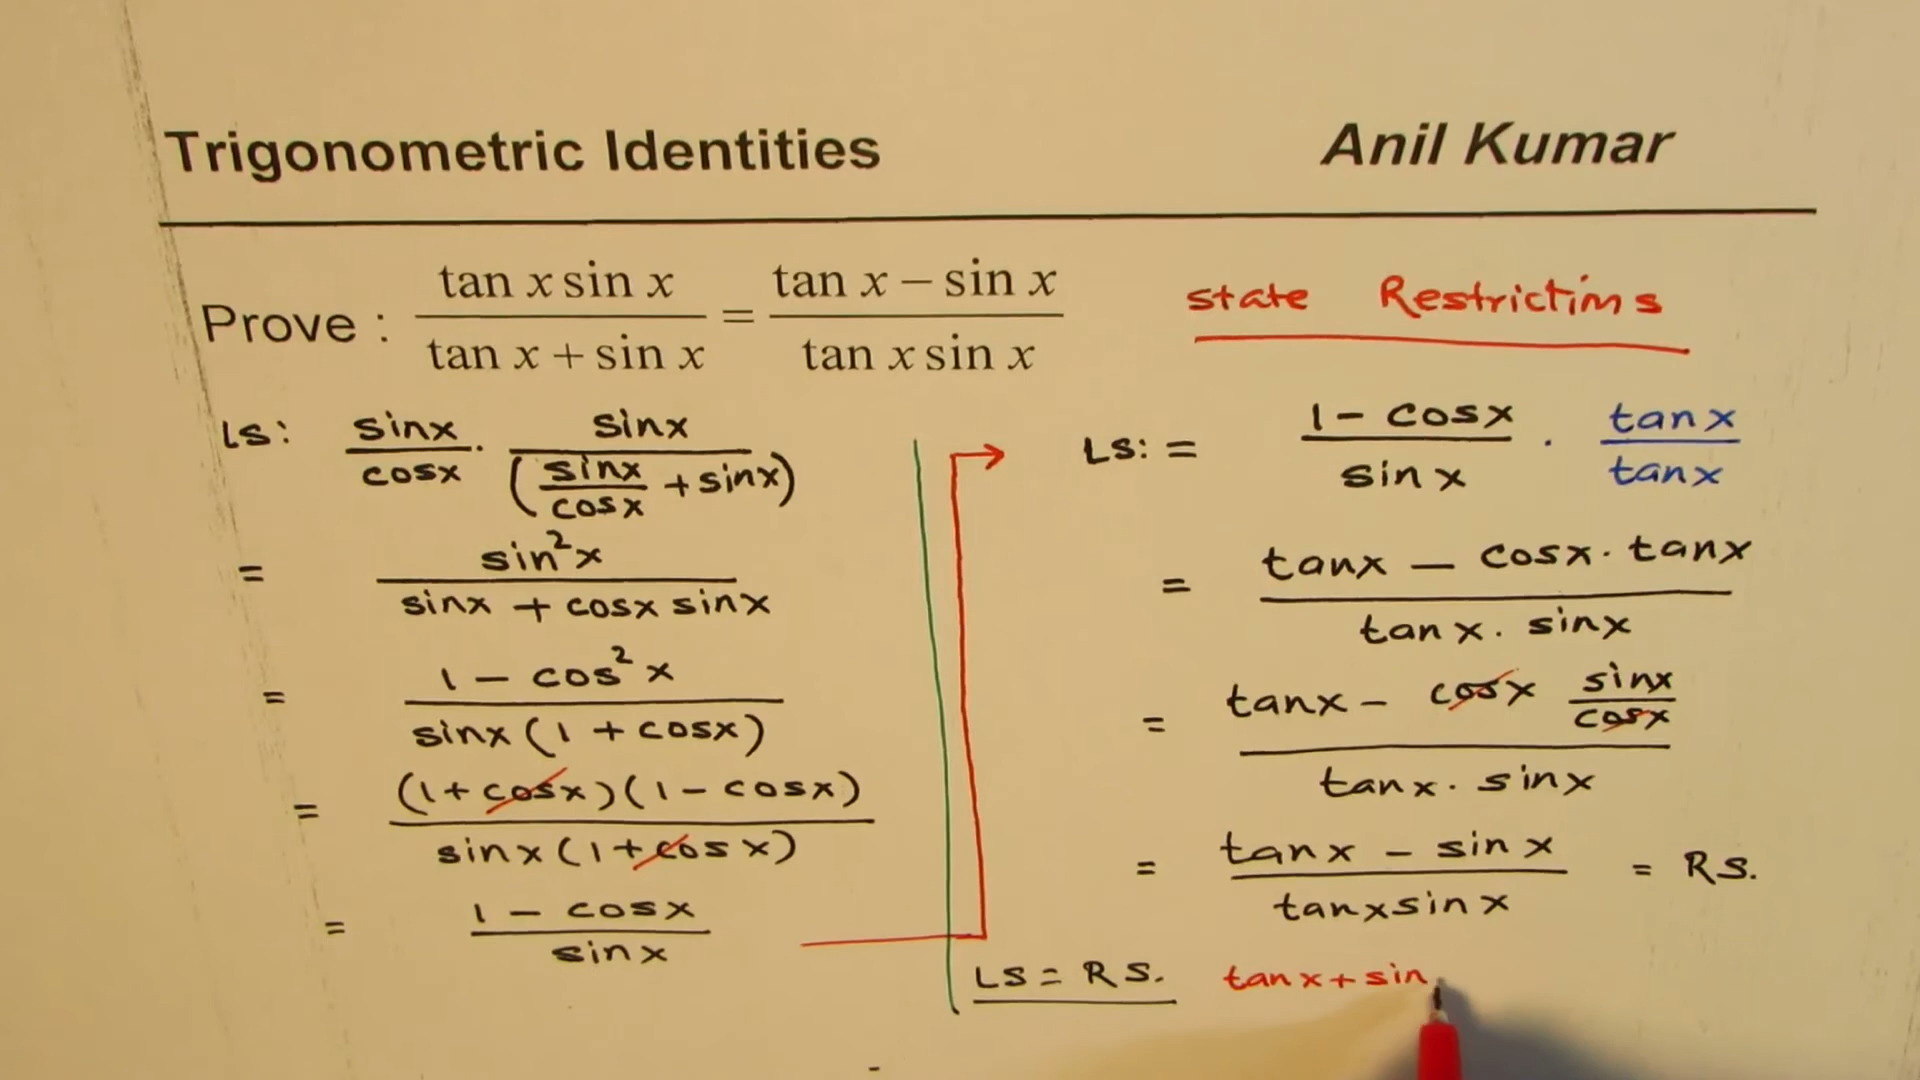 Trigonometric Identities
Anil Kumar
Prove : tan x sin x / tan x + sin x = tan x − sin x / tan x sin x
state Restrictions
LS: sinx / cosx · sinx / (sinx / cosx + sinx)
= sin²x / sinx + cosx sinx
= 1 − cos²x / sinx (1 + cosx)
= (1 + cosx)(1 − cosx) / sinx (1 + cosx)
= 1 − cosx / sinx
LS: = 1 − cosx / sinx · tanx / tanx
= tanx − cosx · tanx / tanx · sinx
= tanx − cosx sinx / cosx / tanx · sinx
= tanx − sinx / tanxsinx = RS.
LS = RS. tanx + sin